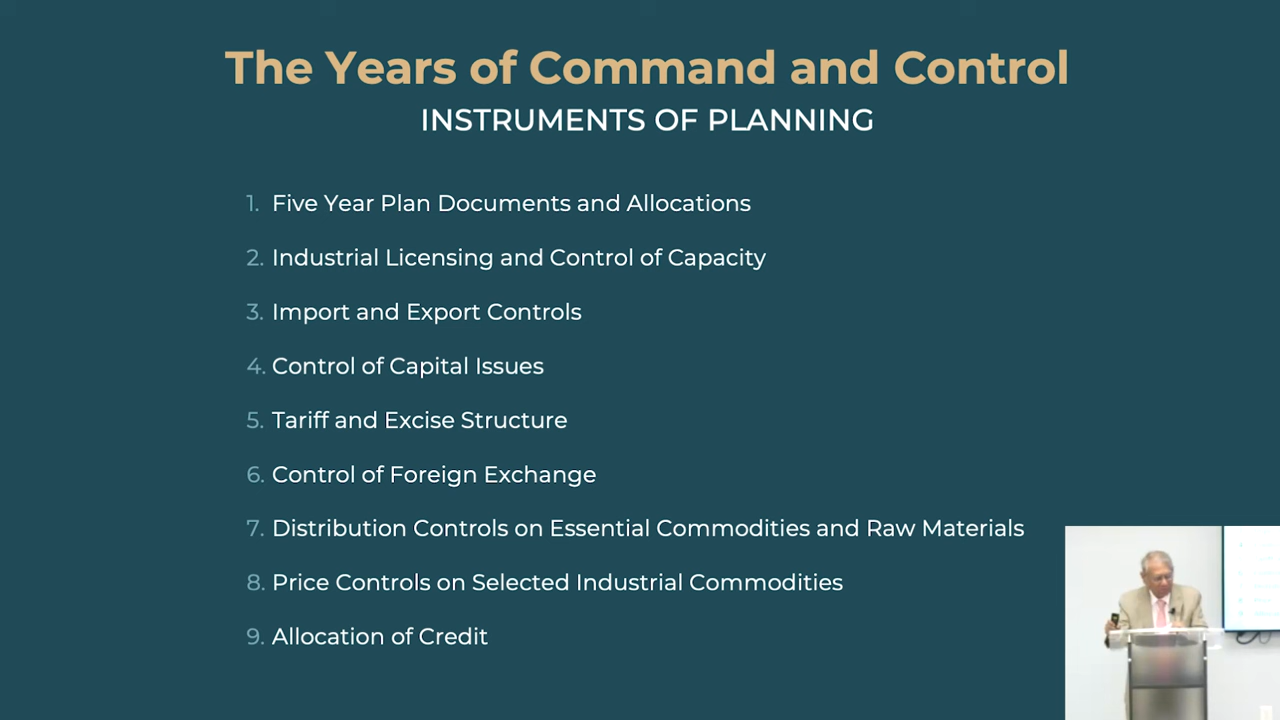 The Years of Command and Control
INSTRUMENTS OF PLANNING
1. Five Year Plan Documents and Allocations
2. Industrial Licensing and Control of Capacity
3. Import and Export Controls
4. Control of Capital Issues
5. Tariff and Excise Structure
6. Control of Foreign Exchange
7. Distribution Controls on Essential Commodities and Raw Materials
8. Price Controls on Selected Industrial Commodities
9. Allocation of Credit